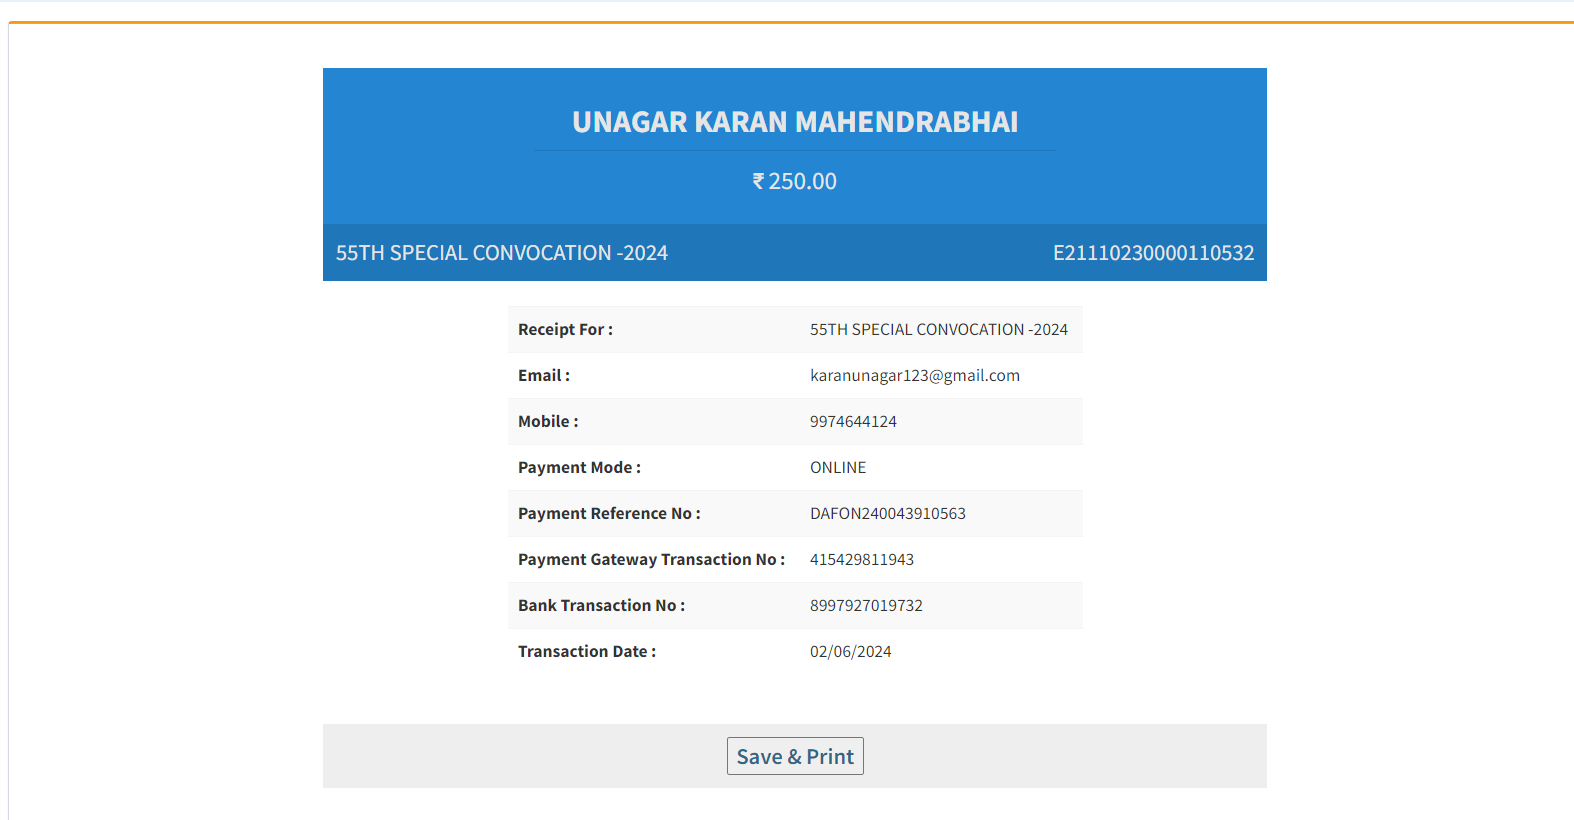 UNAGAR KARAN MAHENDRABHAI
₹ 250.00
55TH SPECIAL CONVOCATION -2024 E21110230000110532
Receipt For : 55TH SPECIAL CONVOCATION -2024
Email : karanunagar123@gmail.com
Mobile : 9974644124
Payment Mode : ONLINE
Payment Reference No : DAFON240043910563
Payment Gateway Transaction No : 415429811943
Bank Transaction No : 8997927019732
Transaction Date : 02/06/2024
Save & Print